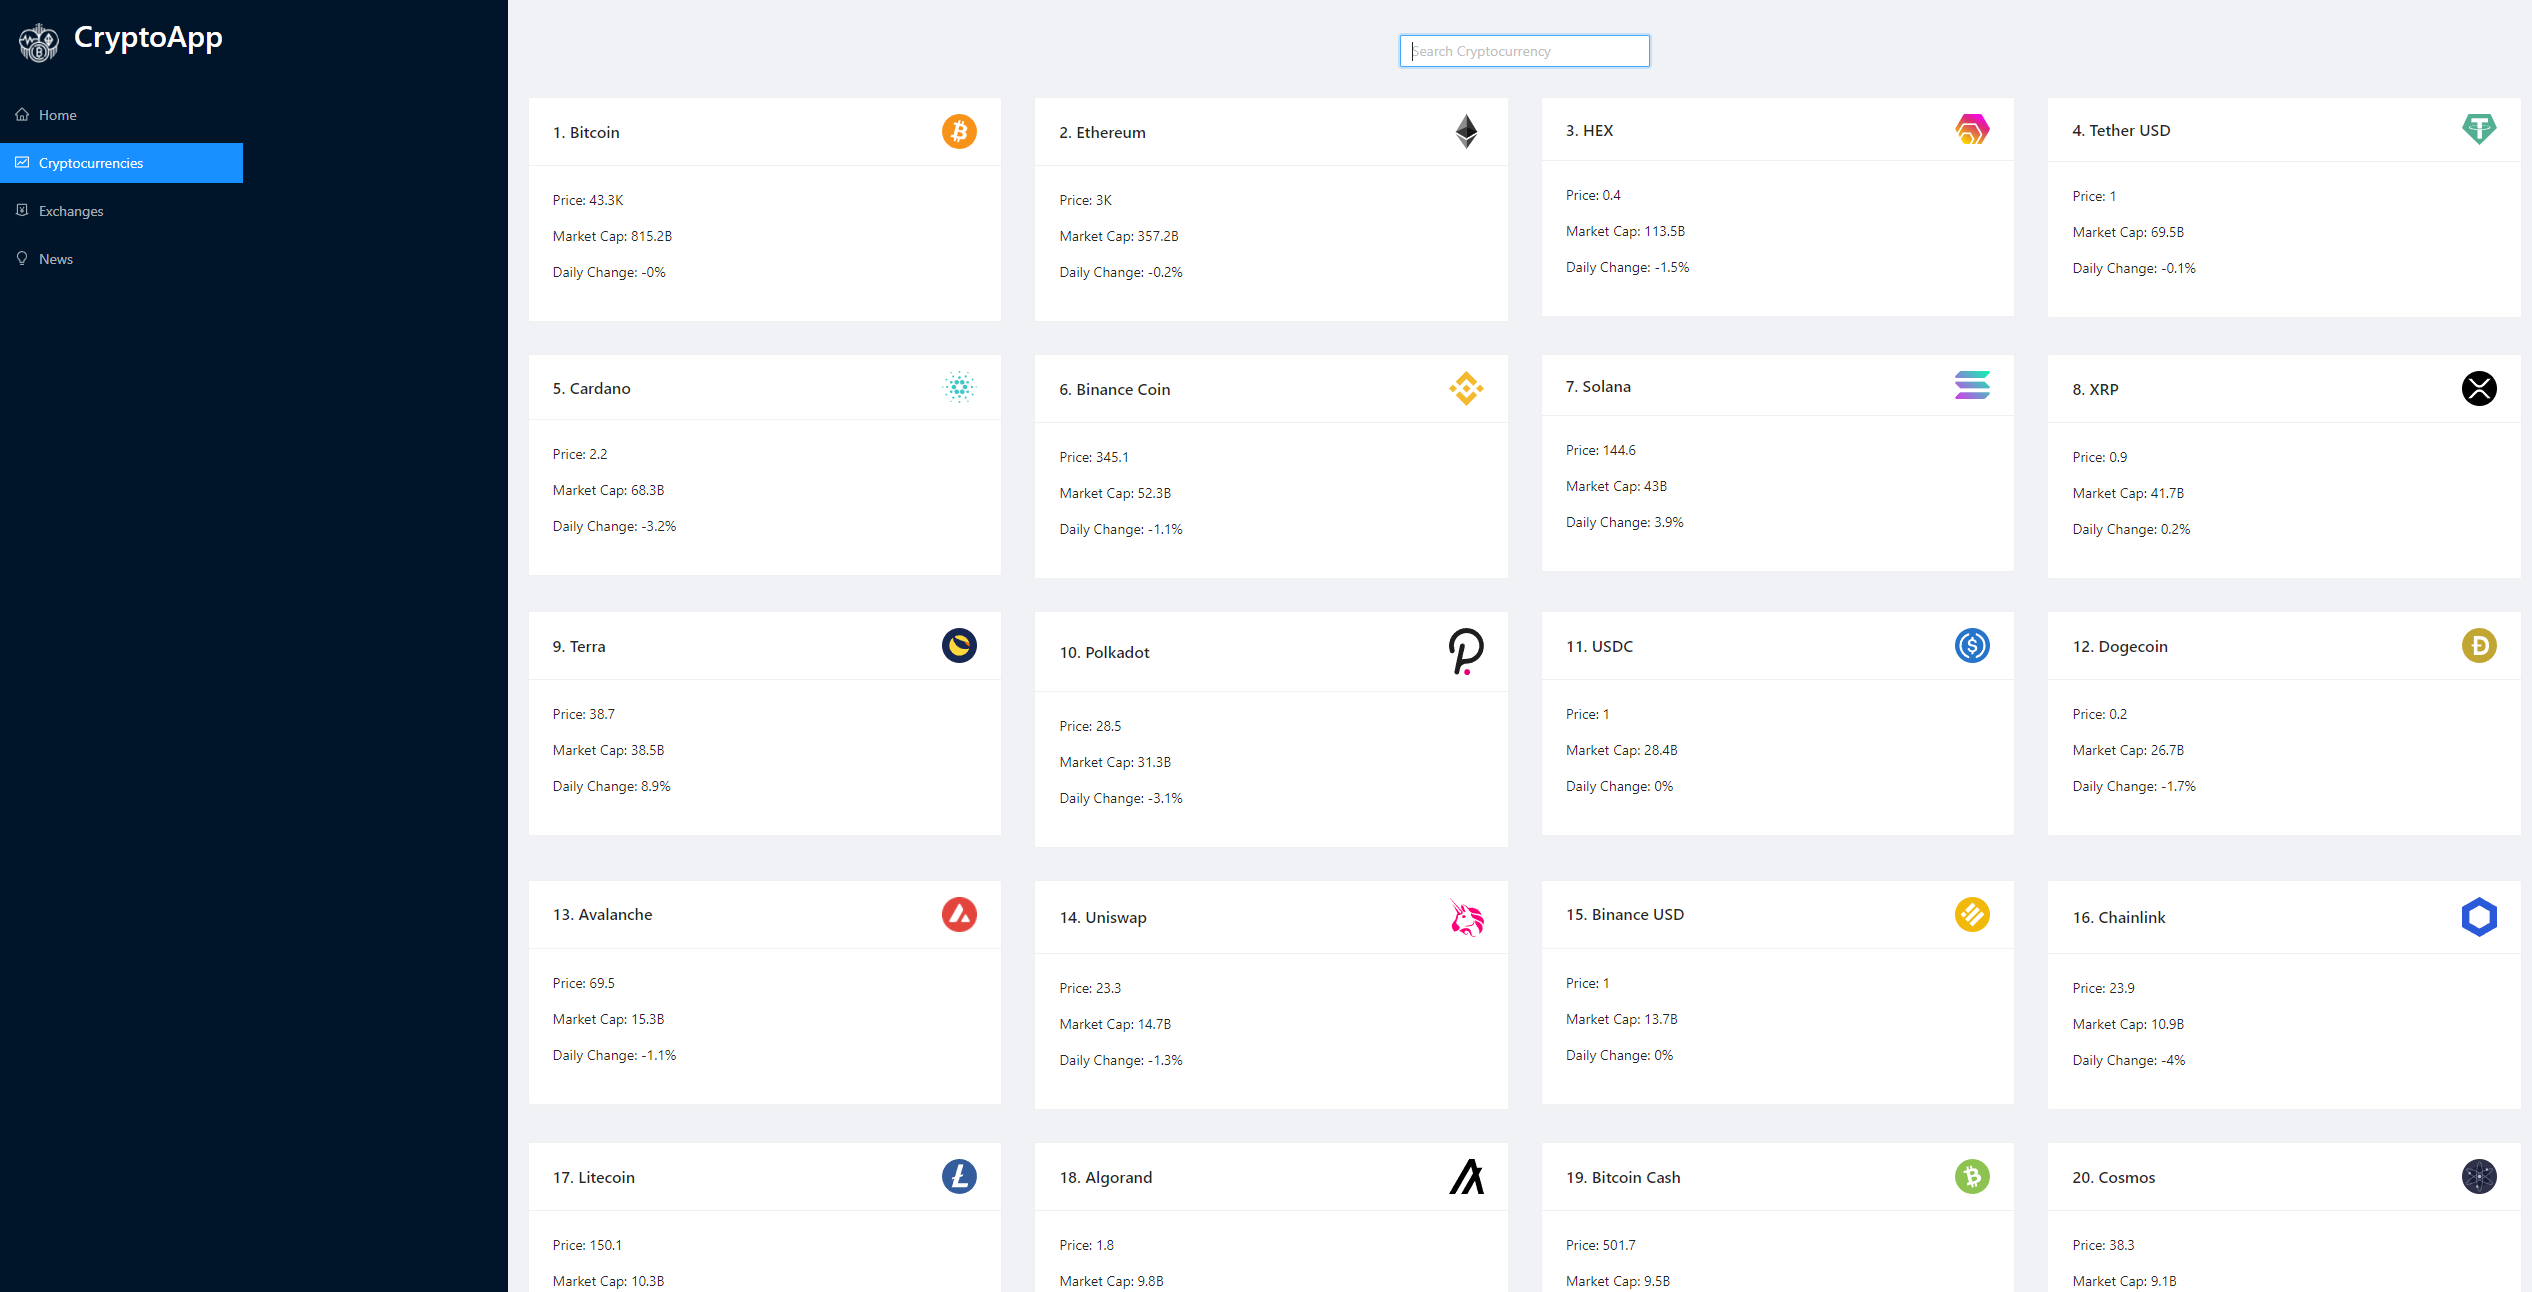 CryptoApp
Home
Cryptocurrencies
Exchanges
News
Search Cryptocurrency
1. Bitcoin
Price: 43.3K
Market Cap: 815.2B
Daily Change: -0%
2. Ethereum
Price: 3K
Market Cap: 357.2B
Daily Change: -0.2%
3. HEX
Price: 0.4
Market Cap: 113.5B
Daily Change: -1.5%
4. Tether USD
Price: 1
Market Cap: 69.5B
Daily Change: -0.1%
5. Cardano
Price: 2.2
Market Cap: 68.3B
Daily Change: -3.2%
6. Binance Coin
Price: 345.1
Market Cap: 52.3B
Daily Change: -1.1%
7. Solana
Price: 144.6
Market Cap: 43B
Daily Change: 3.9%
8. XRP
Price: 0.9
Market Cap: 41.7B
Daily Change: 0.2%
9. Terra
Price: 38.7
Market Cap: 38.5B
Daily Change: 8.9%
10. Polkadot
Price: 28.5
Market Cap: 31.3B
Daily Change: -3.1%
11. USDC
Price: 1
Market Cap: 28.4B
Daily Change: 0%
12. Dogecoin
Price: 0.2
Market Cap: 26.7B
Daily Change: -1.7%
13. Avalanche
Price: 69.5
Market Cap: 15.3B
Daily Change: -1.1%
14. Uniswap
Price: 23.3
Market Cap: 14.7B
Daily Change: -1.3%
15. Binance USD
Price: 1
Market Cap: 13.7B
Daily Change: 0%
16. Chainlink
Price: 23.9
Market Cap: 10.9B
Daily Change: -4%
17. Litecoin
Price: 150.1
Market Cap: 10.3B
18. Algorand
Price: 1.8
Market Cap: 9.8B
19. Bitcoin Cash
Price: 501.7
Market Cap: 9.5B
20. Cosmos
Price: 38.3
Market Cap: 9.1B